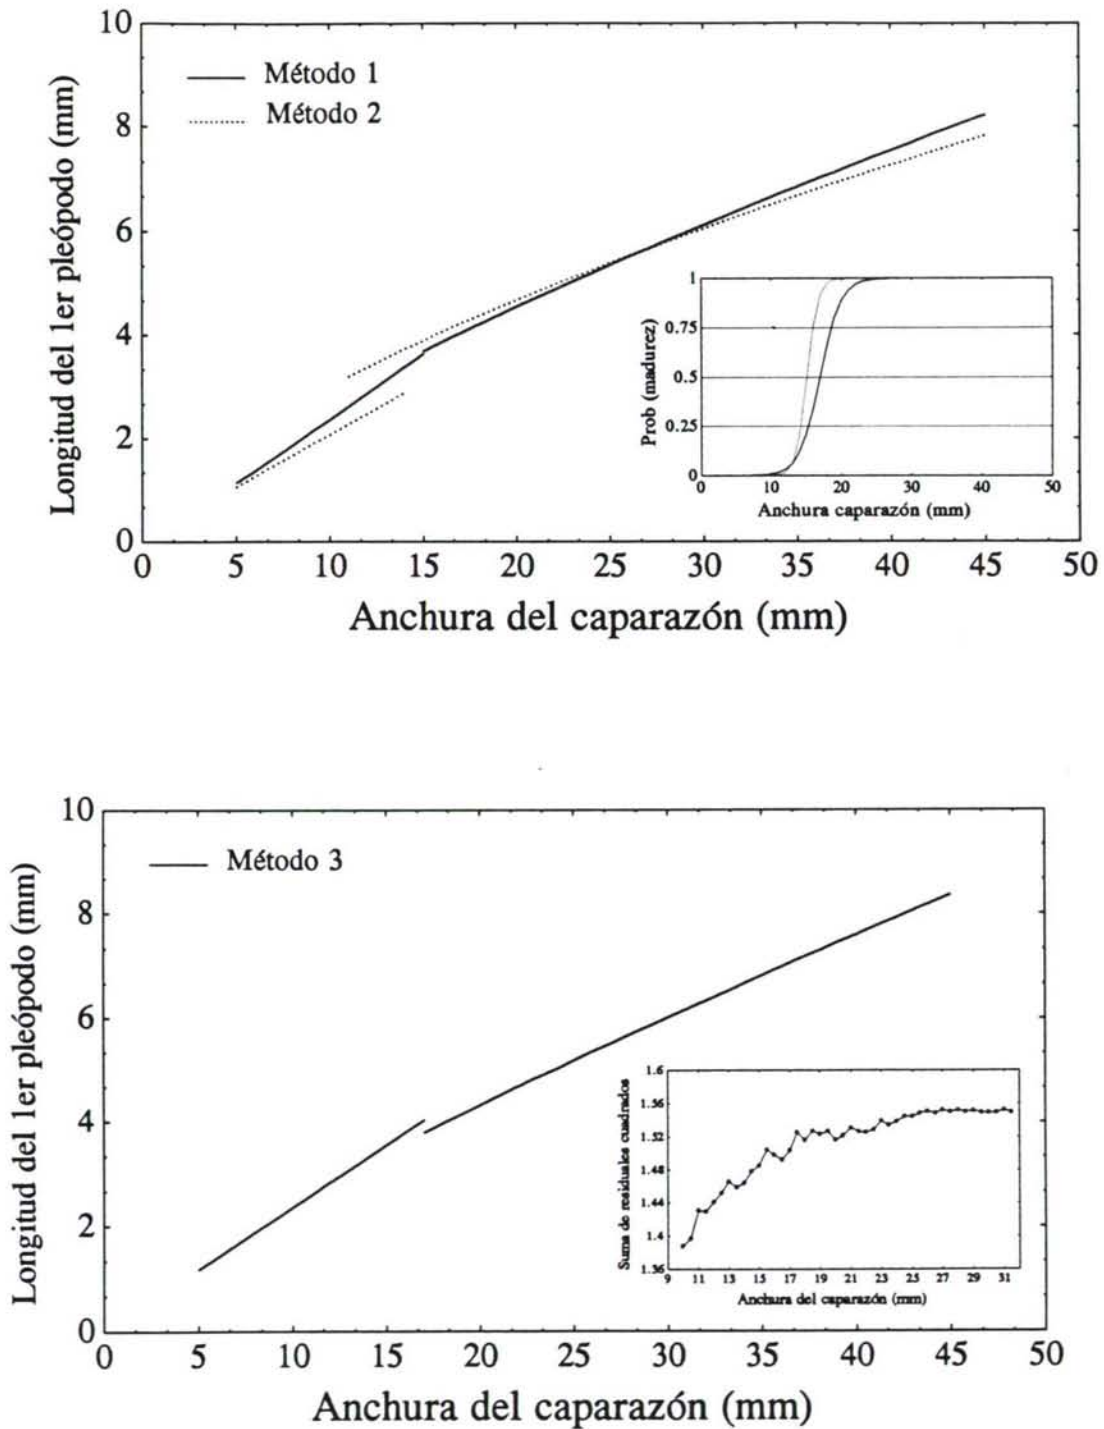 10
8
6
4
2
0
Longitud del 1er pleópodo (mm)
Método 1
Método 2
1
0.75
0.5
0.25
0
Prob (madurez)
0 10 20 30 40 50
Anchura caparazón (mm)
0 5 10 15 20 25 30 35 40 45 50
Anchura del caparazón (mm)
10
8
6
4
2
0
Longitud del 1er pleópodo (mm)
Método 3
1.6
1.56
1.52
1.48
1.44
1.4
1.36
Suma de residuales cuadrados
9 11 13 15 17 19 21 23 25 27 29 31
Anchura del caparazón (mm)
0 5 10 15 20 25 30 35 40 45 50
Anchura del caparazón (mm)